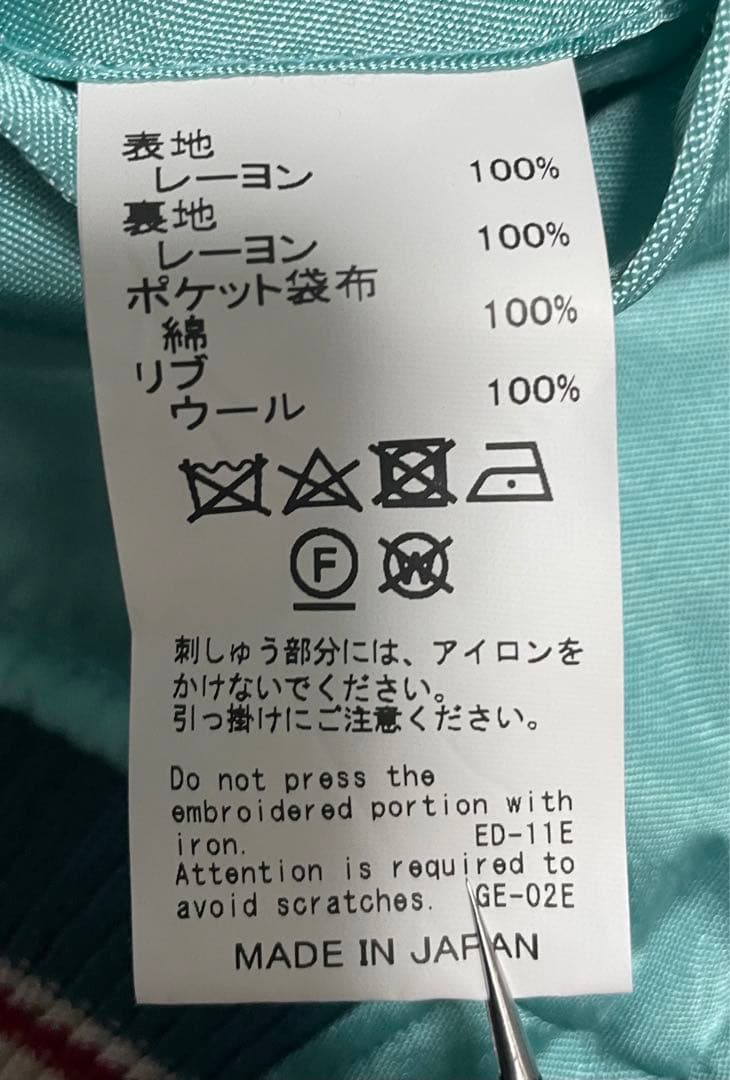 表地
レーヨン 100%
裏地
レーヨン 100%
ポケット袋布
綿 100%
リブ
ウール 100%
F
W
刺しゅう部分には、アイロンを
かけないでください。
引っ掛けにご注意ください。
Do not press the
embroidered portion with
iron. ED-11E
Attention is required to
avoid scratches. GE-02E
MADE IN JAPAN